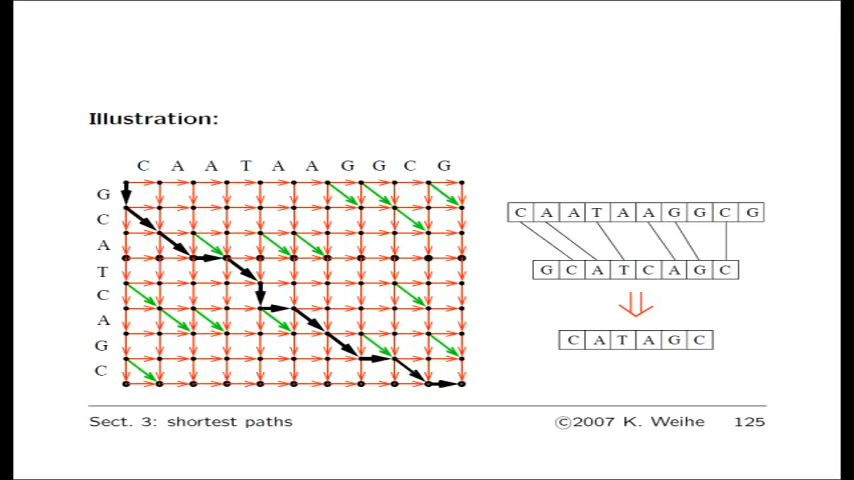 Illustration:
C A A T A A G G C G
G
C
A
T
C
A
G
C
C A A T A A G G C G
G C A T C A G C
C A T A G C
Sect. 3: shortest paths
©2007 K. Weihe 125